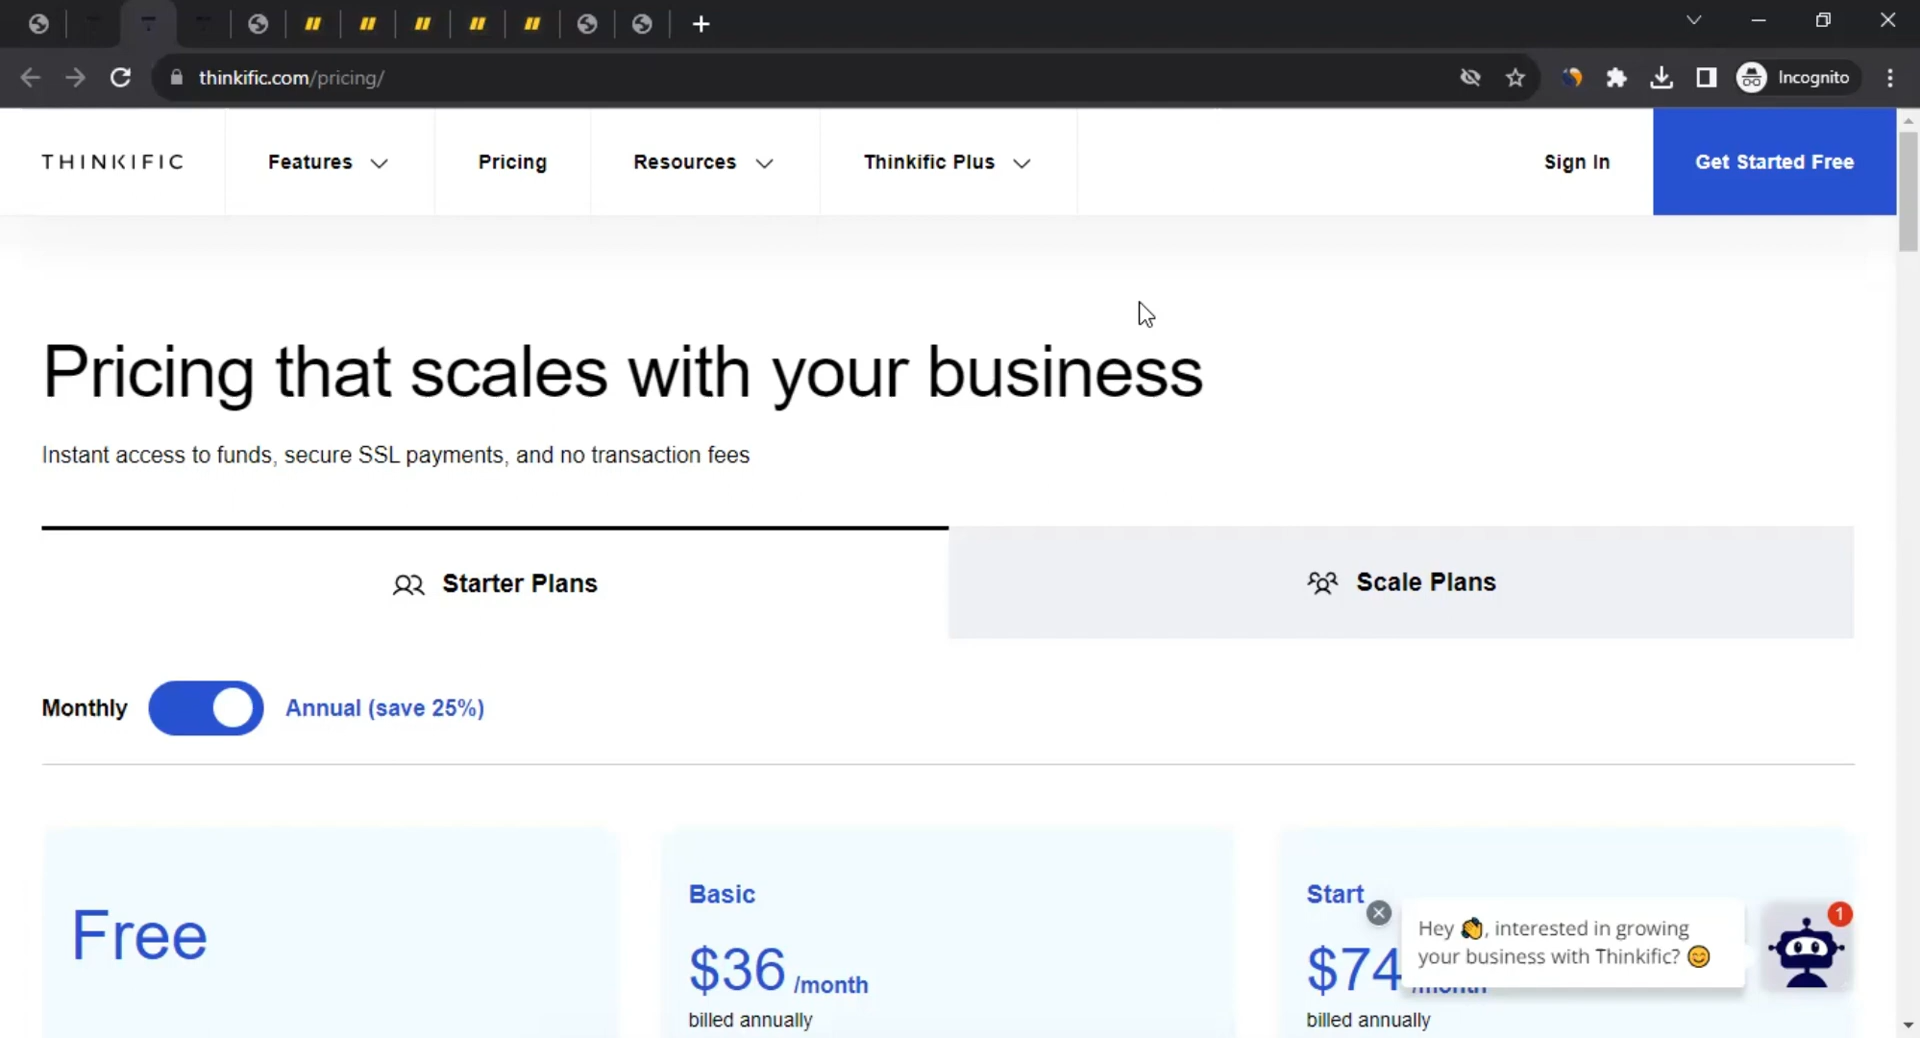 thinkific.com/pricing/
Incognito
THINKIFIC
Features
Pricing
Resources
Thinkific Plus
Sign In
Get Started Free
Pricing that scales with your business
Instant access to funds, secure SSL payments, and no transaction fees
Starter Plans
Scale Plans
Monthly
Annual (save 25%)
Free
Basic
$36 /month
billed annually
Start
$74 /month
billed annually
Hey 👏, interested in growing
your business with Thinkific? 😊
1